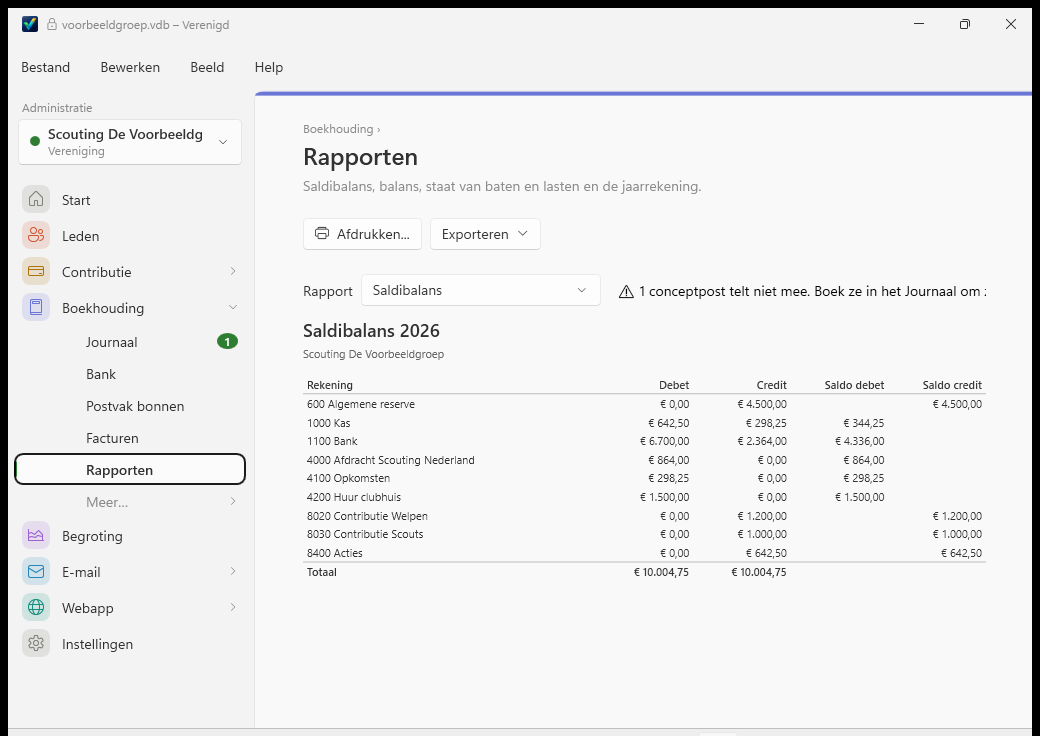 voorbeeldgroep.vdb – Verenigd
Bestand Bewerken Beeld Help
Administratie
Scouting De Voorbeeldg
Vereniging
Start
Leden
Contributie
Boekhouding
Journaal 1
Bank
Postvak bonnen
Facturen
Rapporten
Meer...
Begroting
E-mail
Webapp
Instellingen
Boekhouding ›
Rapporten
Saldibalans, balans, staat van baten en lasten en de jaarrekening.
Afdrukken... Exporteren
Rapport Saldibalans 1 conceptpost telt niet mee. Boek ze in het Journaal om
Saldibalans 2026
Scouting De Voorbeeldgroep
Rekening Debet Credit Saldo debet Saldo credit
600 Algemene reserve € 0,00 € 4.500,00 € 4.500,00
1000 Kas € 642,50 € 298,25 € 344,25
1100 Bank € 6.700,00 € 2.364,00 € 4.336,00
4000 Afdracht Scouting Nederland € 864,00 € 0,00 € 864,00
4100 Opkomsten € 298,25 € 0,00 € 298,25
4200 Huur clubhuis € 1.500,00 € 0,00 € 1.500,00
8020 Contributie Welpen € 0,00 € 1.200,00 € 1.200,00
8030 Contributie Scouts € 0,00 € 1.000,00 € 1.000,00
8400 Acties € 0,00 € 642,50 € 642,50
Totaal € 10.004,75 € 10.004,75